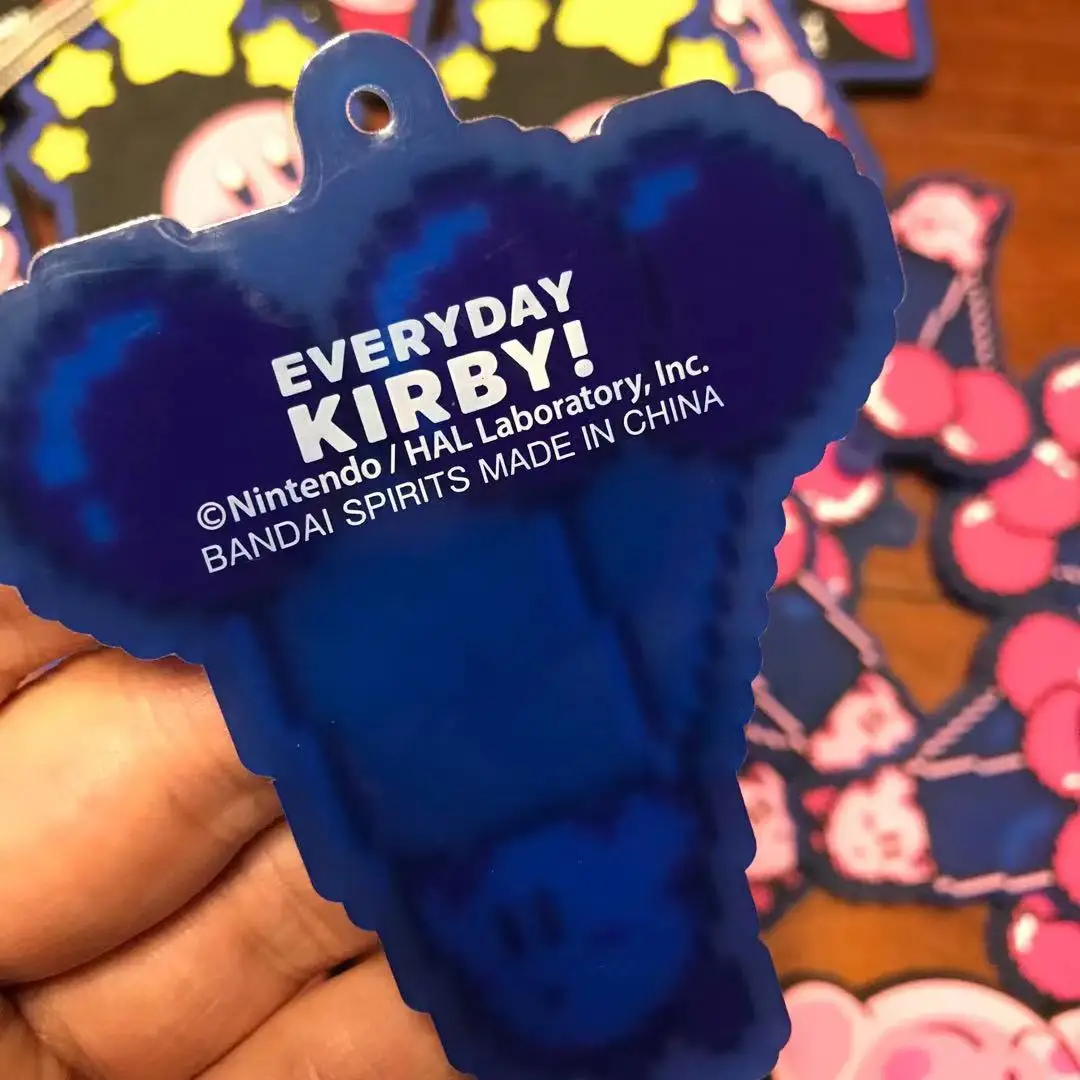 EVERYDAY
KIRBY!
©Nintendo / HAL Laboratory, Inc.
BANDAI SPIRITS MADE IN CHINA